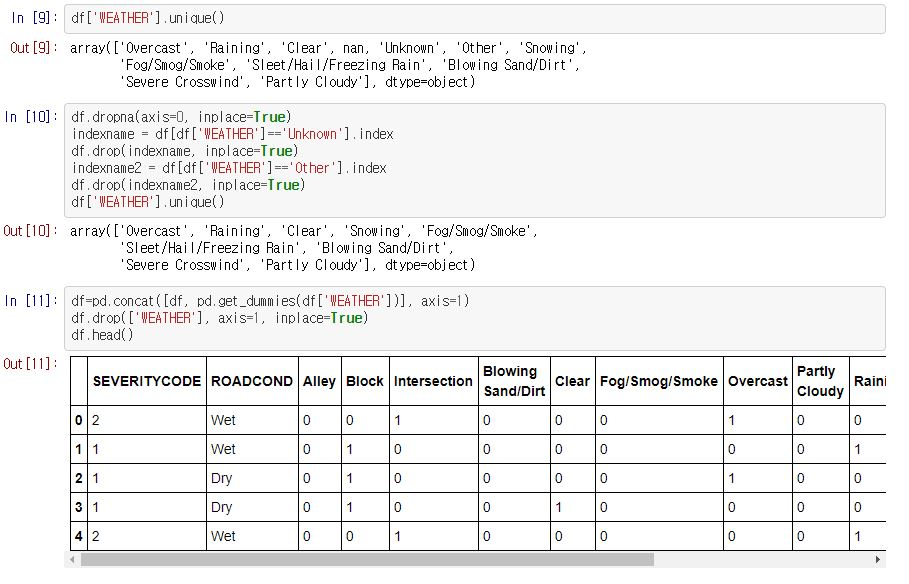 In [9]: df['WEATHER'].unique()
Out[9]: array(['Overcast', 'Raining', 'Clear', nan, 'Unknown', 'Other', 'Snowing',
'Fog/Smog/Smoke', 'Sleet/Hail/Freezing Rain', 'Blowing Sand/Dirt',
'Severe Crosswind', 'Partly Cloudy'], dtype=object)
In [10]: df.dropna(axis=0, inplace=True)
indexname = df[df['WEATHER']=='Unknown'].index
df.drop(indexname, inplace=True)
indexname2 = df[df['WEATHER']=='Other'].index
df.drop(indexname2, inplace=True)
df['WEATHER'].unique()
Out[10]: array(['Overcast', 'Raining', 'Clear', 'Snowing', 'Fog/Smog/Smoke',
'Sleet/Hail/Freezing Rain', 'Blowing Sand/Dirt',
'Severe Crosswind', 'Partly Cloudy'], dtype=object)
In [11]: df=pd.concat([df, pd.get_dummies(df['WEATHER'])], axis=1)
df.drop(['WEATHER'], axis=1, inplace=True)
df.head()
Out[11]:
SEVERITYCODE ROADCOND Alley Block Intersection Blowing Sand/Dirt Clear Fog/Smog/Smoke Overcast Partly Cloudy Raini
0 2 Wet 0 0 1 0 0 0 1 0 0
1 1 Wet 0 1 0 0 0 0 0 0 1
2 1 Dry 0 1 0 0 0 0 1 0 0
3 1 Dry 0 1 0 0 1 0 0 0 0
4 2 Wet 0 0 1 0 0 0 0 0 1